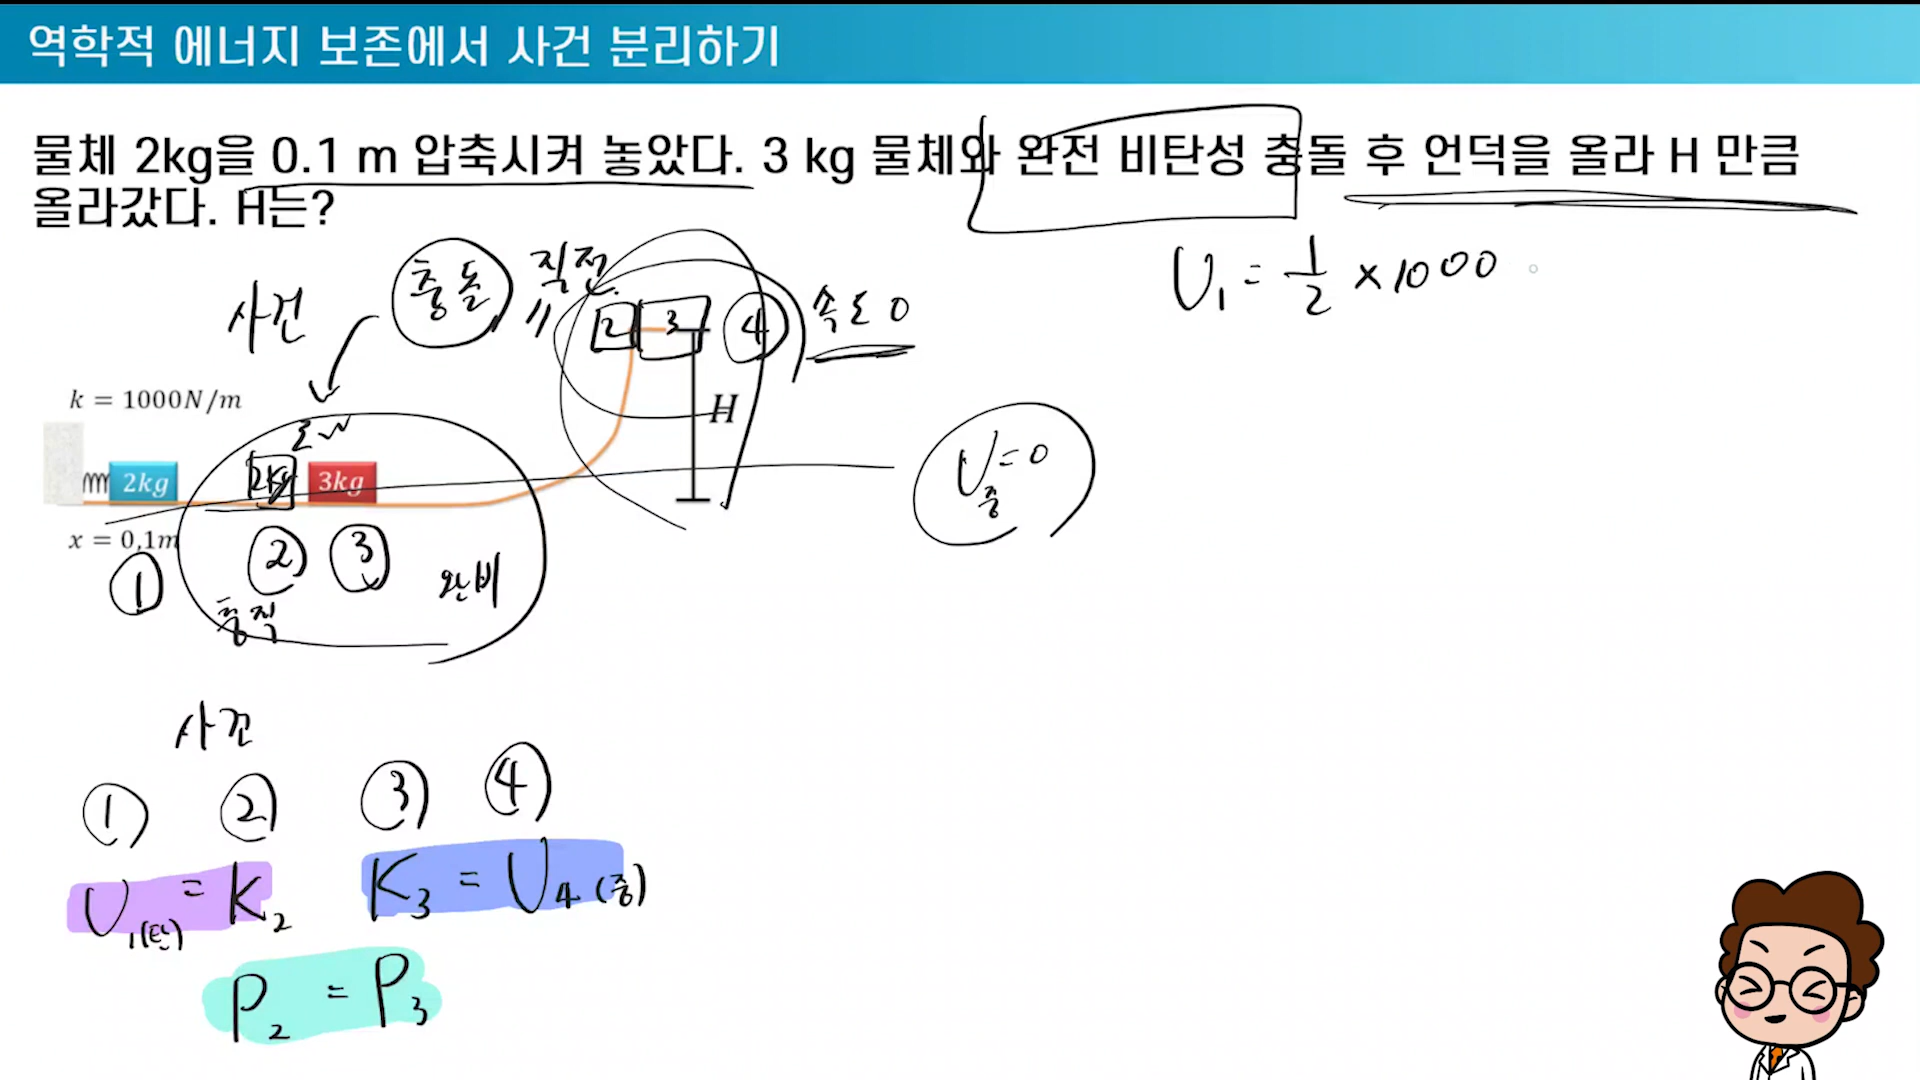 역학적 에너지 보존에서 사건 분리하기
물체 2kg을 0.1 m 압축시켜 놓았다. 3 kg 물체와 완전 비탄성 충돌 후 언덕을 올라 H 만큼
올라갔다. H는?
U₁ = 1/2 × 1000
사건 충돌 직전
2 3 ④ 속도 0
k = 1000N/m
H
2kg 2kg 3kg
U중 = 0
x = 0,1m
① ② ③ 완비
충직
사건
① ② ③ ④
U₁(탄) = K₂ K₃ = U₄(중)
P₂ = P₃